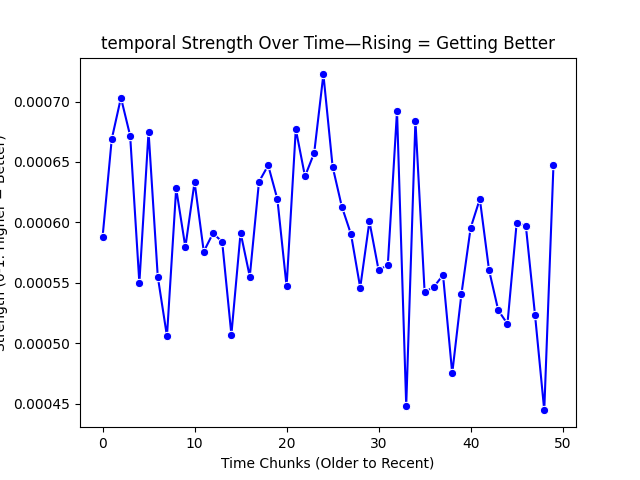 temporal Strength Over Time—Rising = Getting Better
Strength (0-1: Higher = Better)
0.00070
0.00065
0.00060
0.00055
0.00050
0.00045
0 10 20 30 40 50
Time Chunks (Older to Recent)